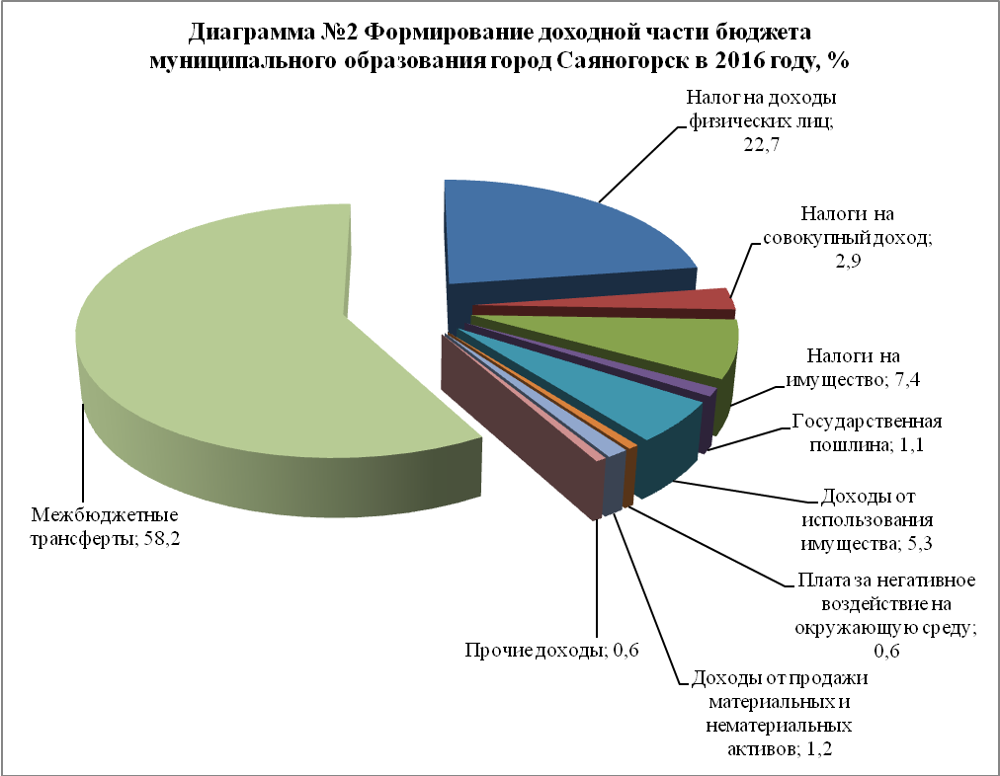 Диаграмма №2 Формирование доходной части бюджета
муниципального образования город Саяногорск в 2016 году, %
Налог на доходы
физических лиц;
22,7
Налоги на
совокупный доход;
2,9
Налоги на
имущество; 7,4
Государственная
пошлина; 1,1
Доходы от
использования
имущества; 5,3
Плата за негативное
воздействие на
окружающую среду;
0,6
Доходы от продажи
материальных и
нематериальных
активов; 1,2
Прочие доходы; 0,6
Межбюджетные
трансферты; 58,2